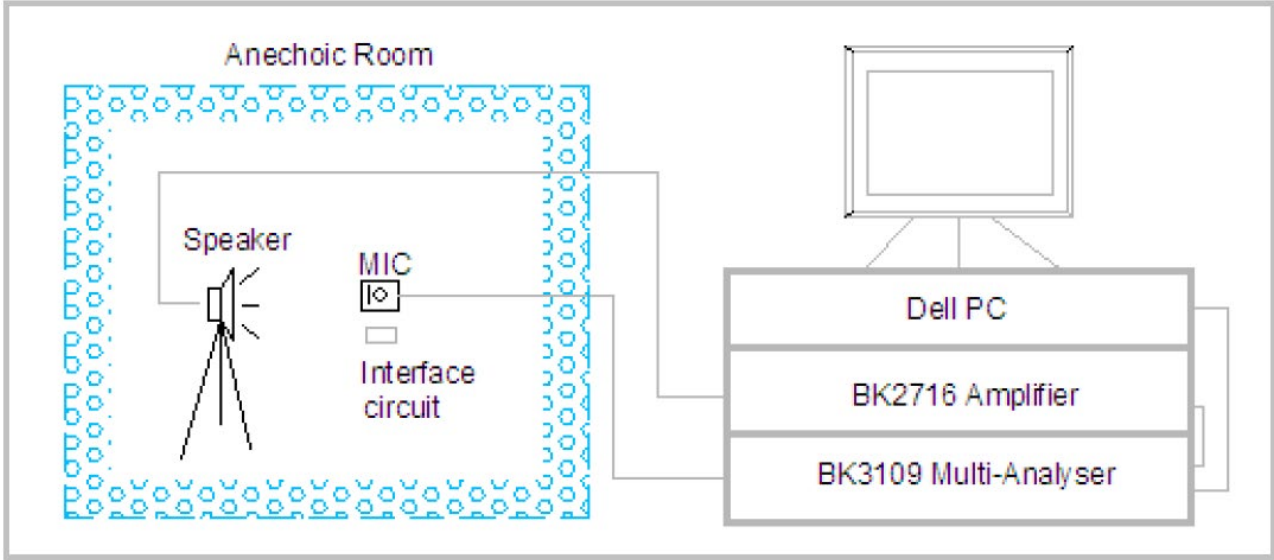 Anechoic Room
Speaker
MIC
Interface
circuit
Dell PC
BK2716 Amplifier
BK3109 Multi-Analyser